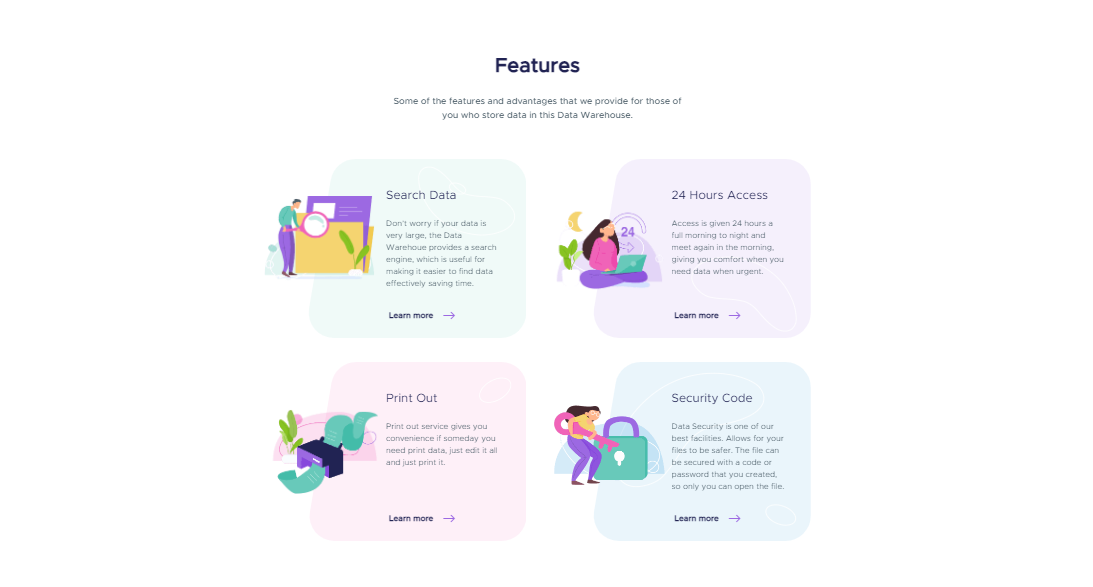 Features
Some of the features and advantages that we provide for those of
you who store data in this Data Warehouse.
Search Data
Don't worry if your data is
very large, the Data
Warehoue provides a search
engine, which is useful for
making it easier to find data
effectively saving time.
Learn more
24 Hours Access
24
Access is given 24 hours a
full morning to night and
meet again in the morning,
giving you comfort when you
need data when urgent.
Learn more
Print Out
Print out service gives you
convenience if someday you
need print data, just edit it all
and just print it.
Learn more
Security Code
Data Security is one of our
best facilities. Allows for your
files to be safer. The file can
be secured with a code or
password that you created,
so only you can open the file.
Learn more